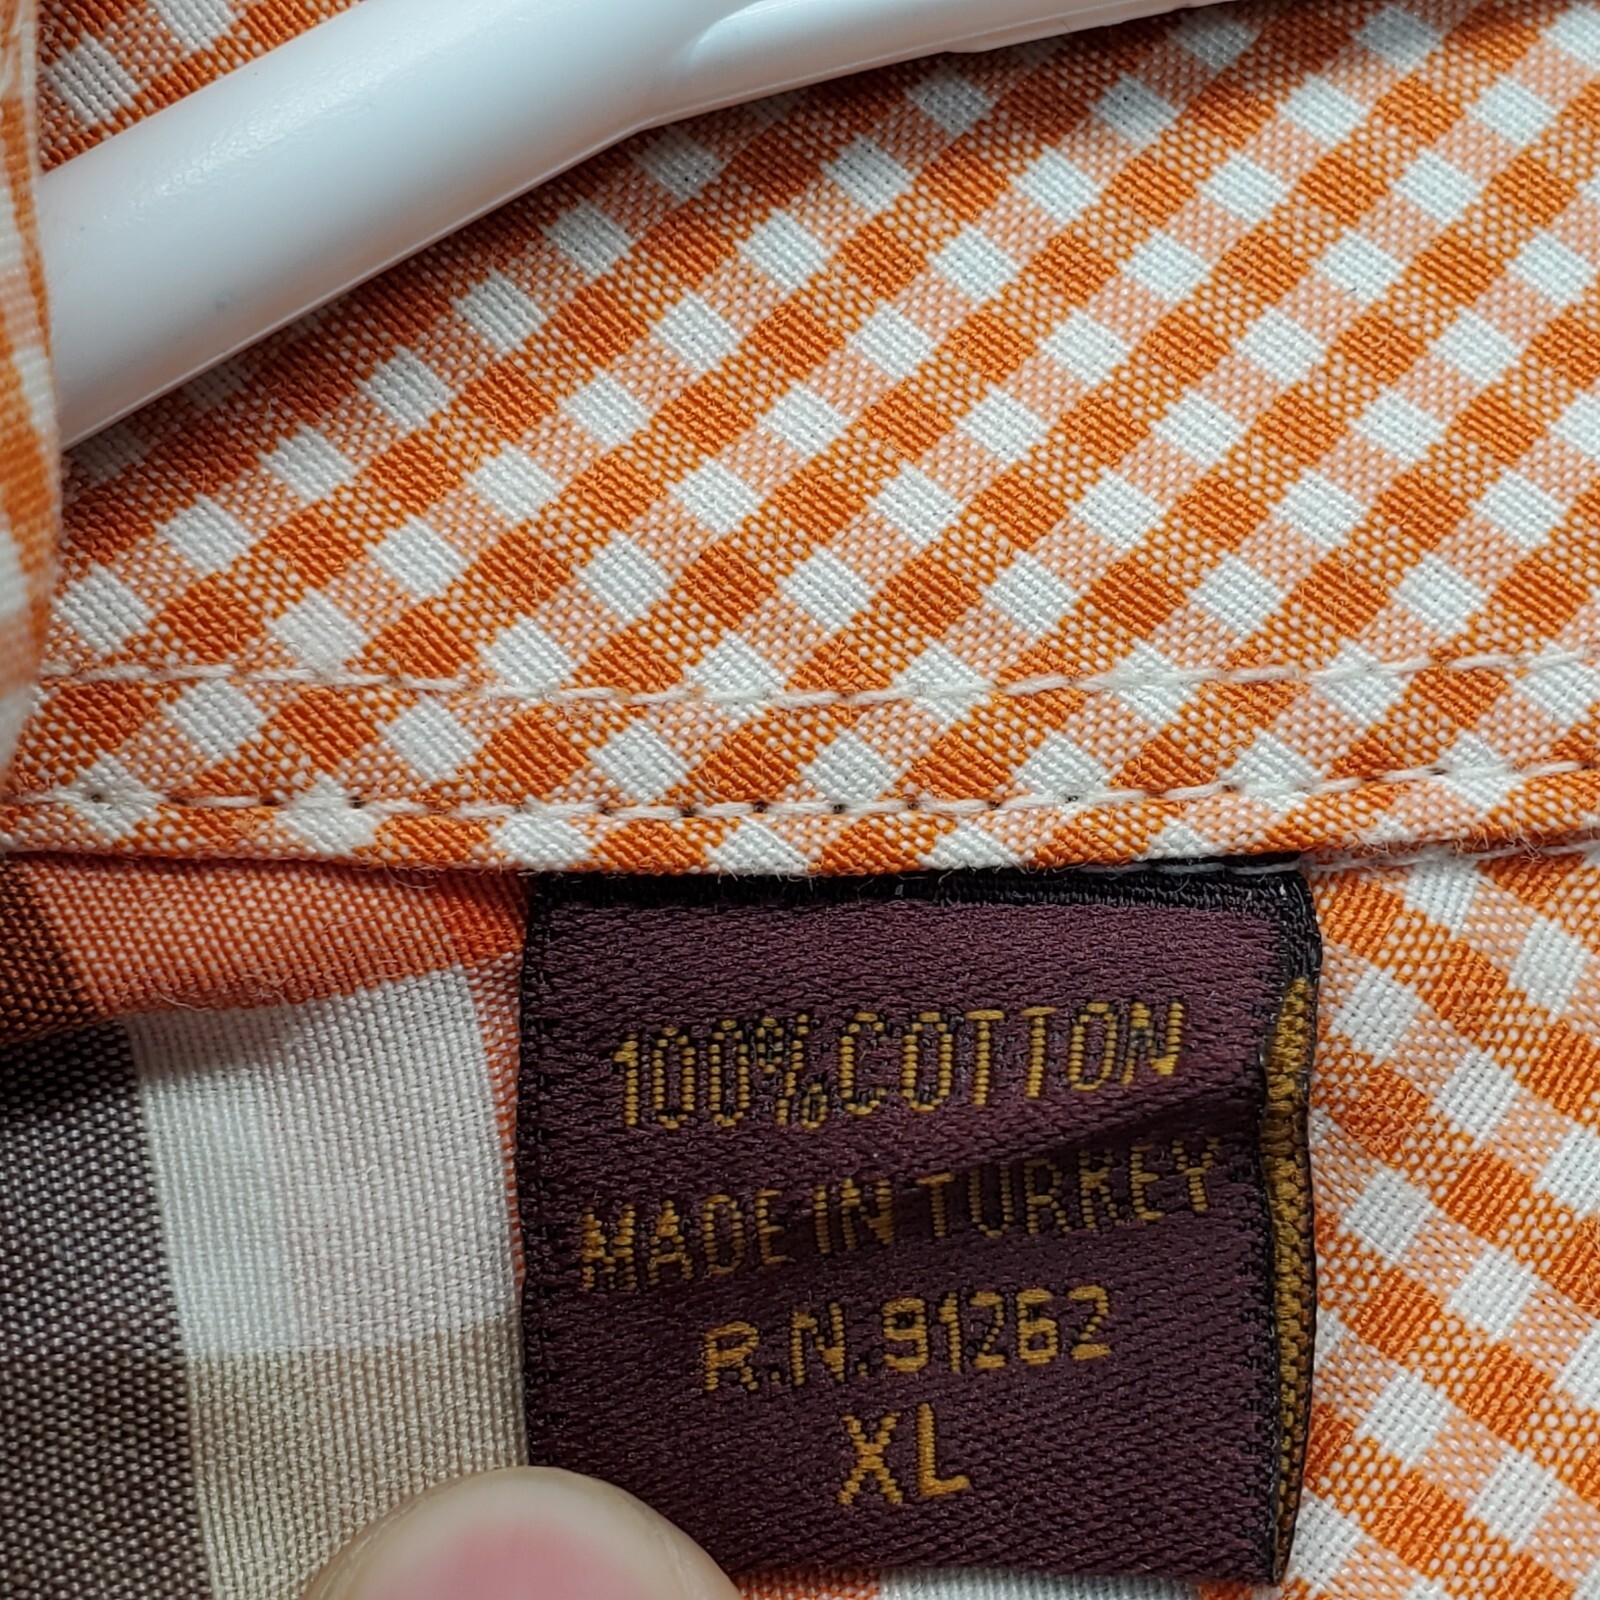 100% COTTON
MADE IN TURKEY
R.N.91262
XL